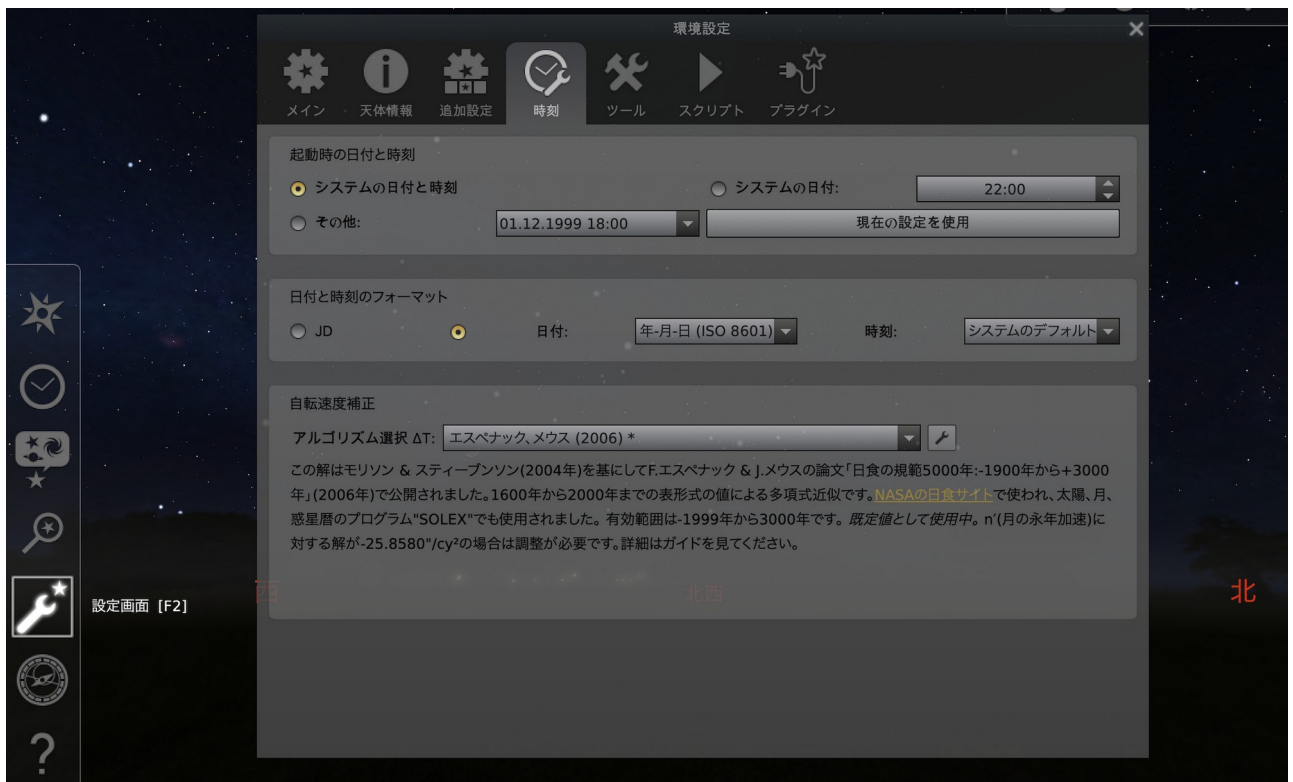 環境設定
メイン 天体情報 追加設定 時刻 ツール スクリプト プラグイン
起動時の日付と時刻
システムの日付と時刻 システムの日付: 22:00
その他: 01.12.1999 18:00 現在の設定を使用
日付と時刻のフォーマット
JD 日付: 年-月-日 (ISO 8601) 時刻: システムのデフォルト
自転速度補正
アルゴリズム選択 ΔT: エスペナック、メウス (2006) *
この解はモリソン & スティーブンソン(2004年)を基にしてF.エスペナック & J.メウスの論文「日食の規範5000年:-1900年から+3000
年」(2006年)で公開されました。1600年から2000年までの表形式の値による多項式近似です。NASAの日食サイトで使われ、太陽、月、
惑星暦のプログラム"SOLEX"でも使用されました。有効範囲は-1999年から3000年です。既定値として使用中。n′(月の永年加速)に
対する解が-25.8580"/cy²の場合は調整が必要です。詳細はガイドを見てください。
西 北西 北
設定画面 [F2]
?